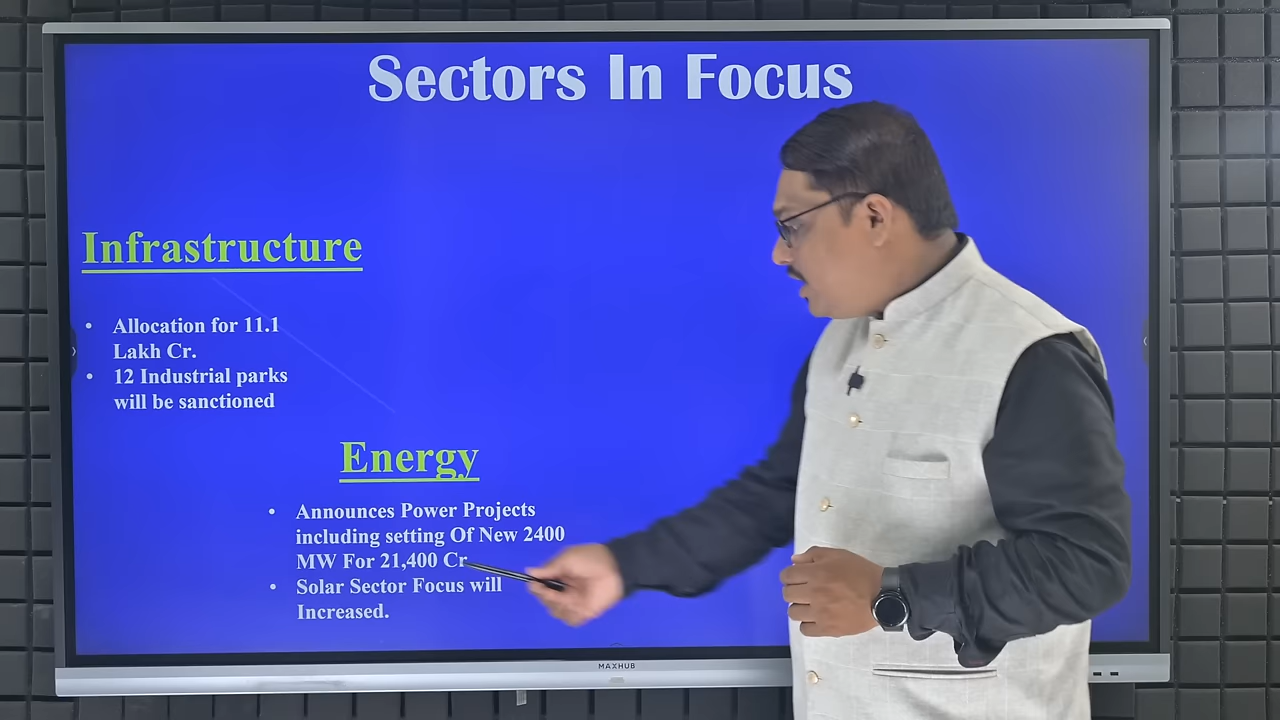 Sectors In Focus
Infrastructure
• Allocation for 11.1
Lakh Cr.
• 12 Industrial parks
will be sanctioned
Energy
• Announces Power Projects
including setting Of New 2400
MW For 21,400 Cr
• Solar Sector Focus will
Increased.
MAXHUB